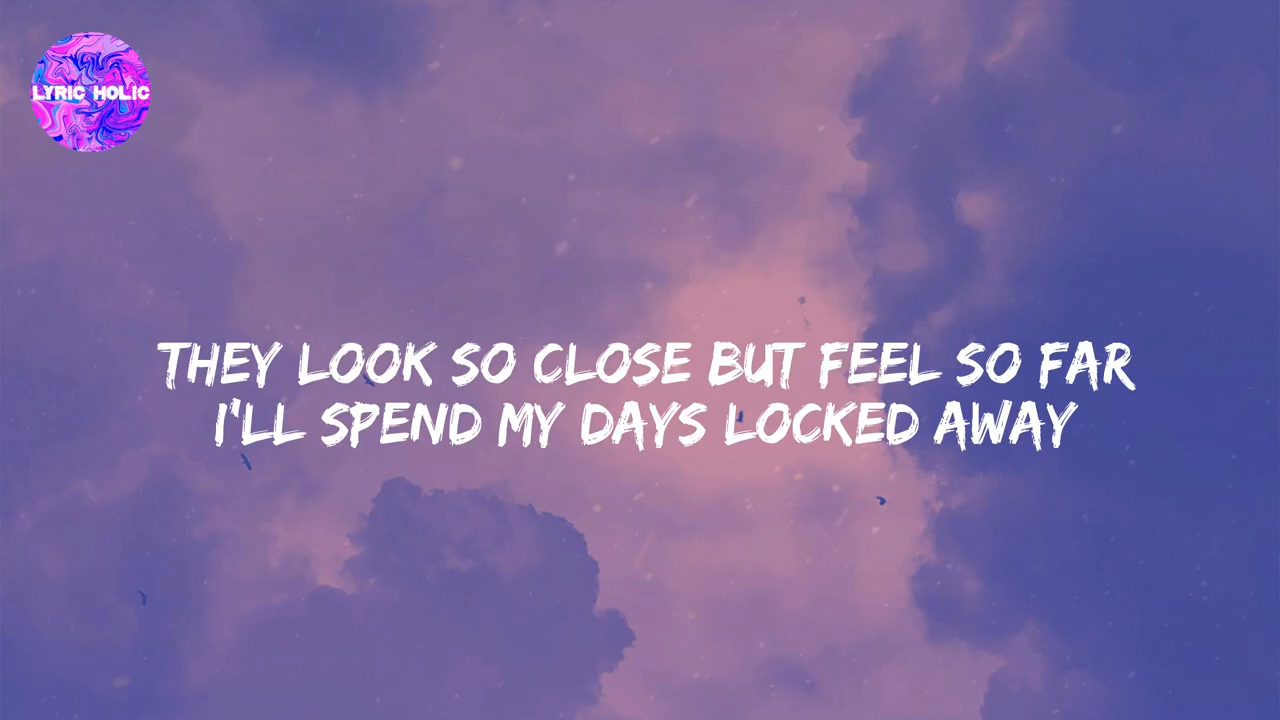 LYRIC HOLIC
THEY LOOK SO CLOSE BUT FEEL SO FAR
I'LL SPEND MY DAYS LOCKED AWAY